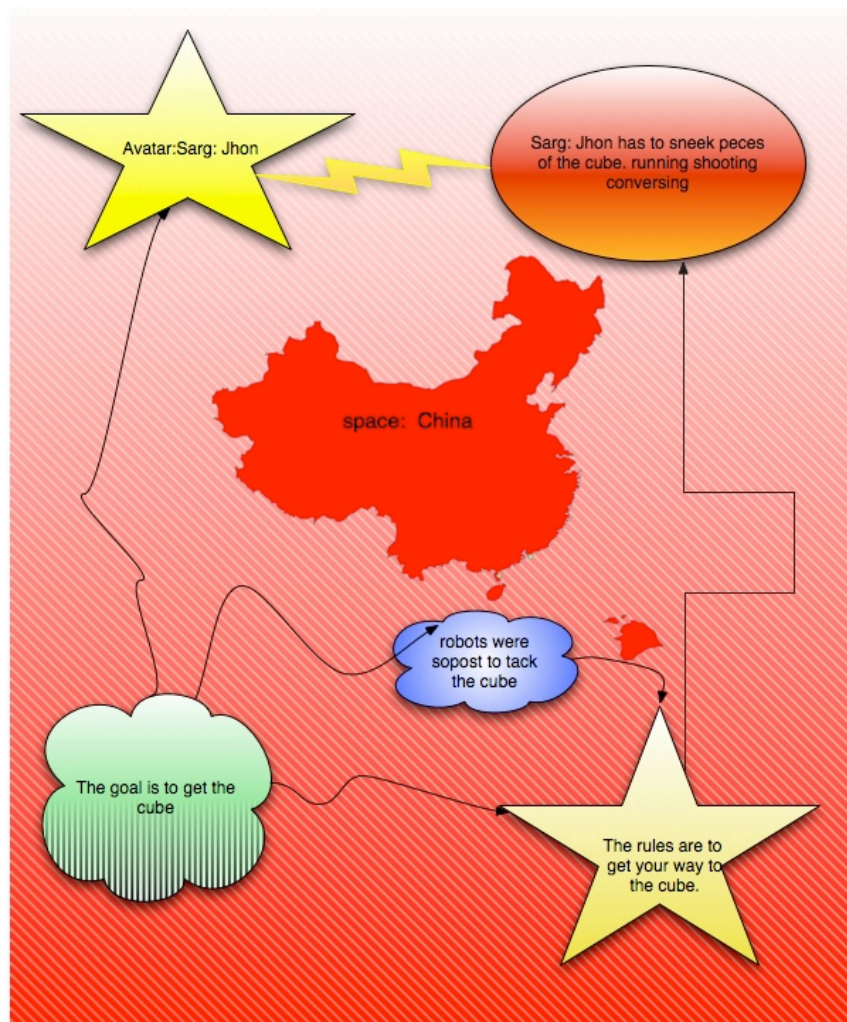 Avatar:Sarg: Jhon
Sarg: Jhon has to sneek peces
of the cube. running shooting
conversing
space:  China
robots were
sopost to tack
the cube
The goal is to get the
cube
The rules are to
get your way to
the cube.